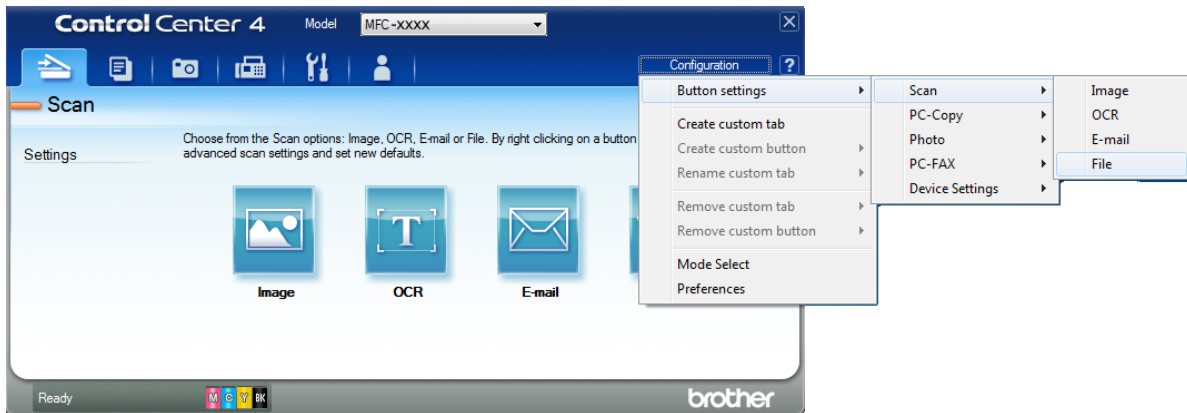 Control Center 4 Model MFC-XXXX
Configuration ?
Scan
Settings
Choose from the Scan options: Image, OCR, E-mail or File. By right clicking on a button
advanced scan settings and set new defaults.
T
Image OCR E-mail
Button settings
Create custom tab
Create custom button
Rename custom tab
Remove custom tab
Remove custom button
Mode Select
Preferences
Scan
PC-Copy
Photo
PC-FAX
Device Settings
Image
OCR
E-mail
File
Ready M C Y BK brother